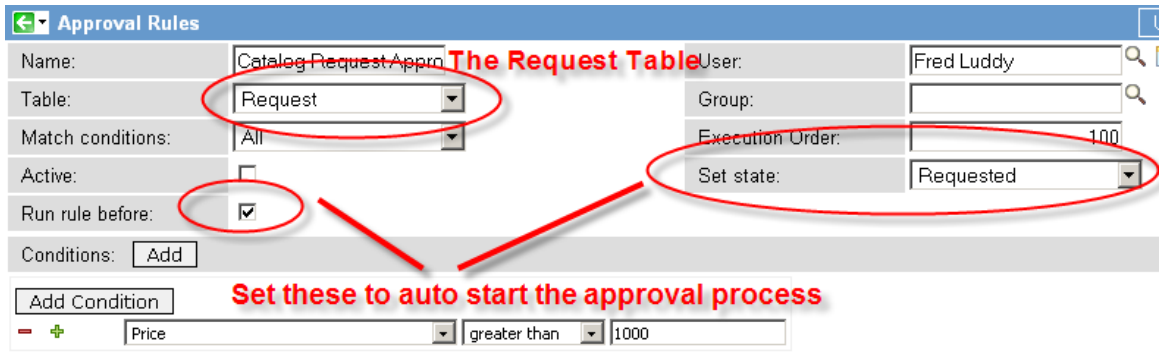 Approval Rules
Name: Catalog Request Appro The Request Table User: Fred Luddy
Table: Request Group:
Match conditions: All Execution Order: 100
Active: Set state: Requested
Run rule before:
Conditions: Add
Add Condition Set these to auto start the approval process
Price greater than 1000